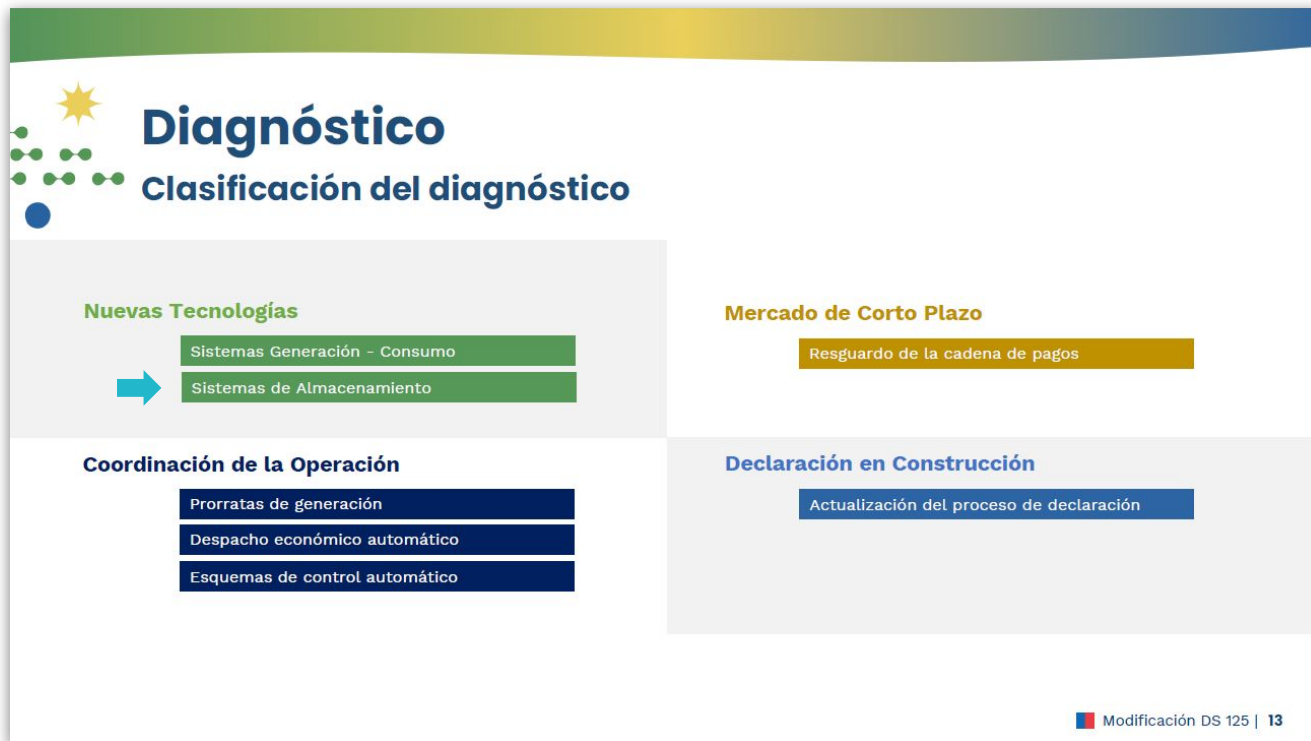 Diagnóstico
Clasificación del diagnóstico
Nuevas Tecnologías
Sistemas Generación - Consumo
Sistemas de Almacenamiento
Mercado de Corto Plazo
Resguardo de la cadena de pagos
Coordinación de la Operación
Prorratas de generación
Despacho económico automático
Esquemas de control automático
Declaración en Construcción
Actualización del proceso de declaración
Modificación DS 125 | 13